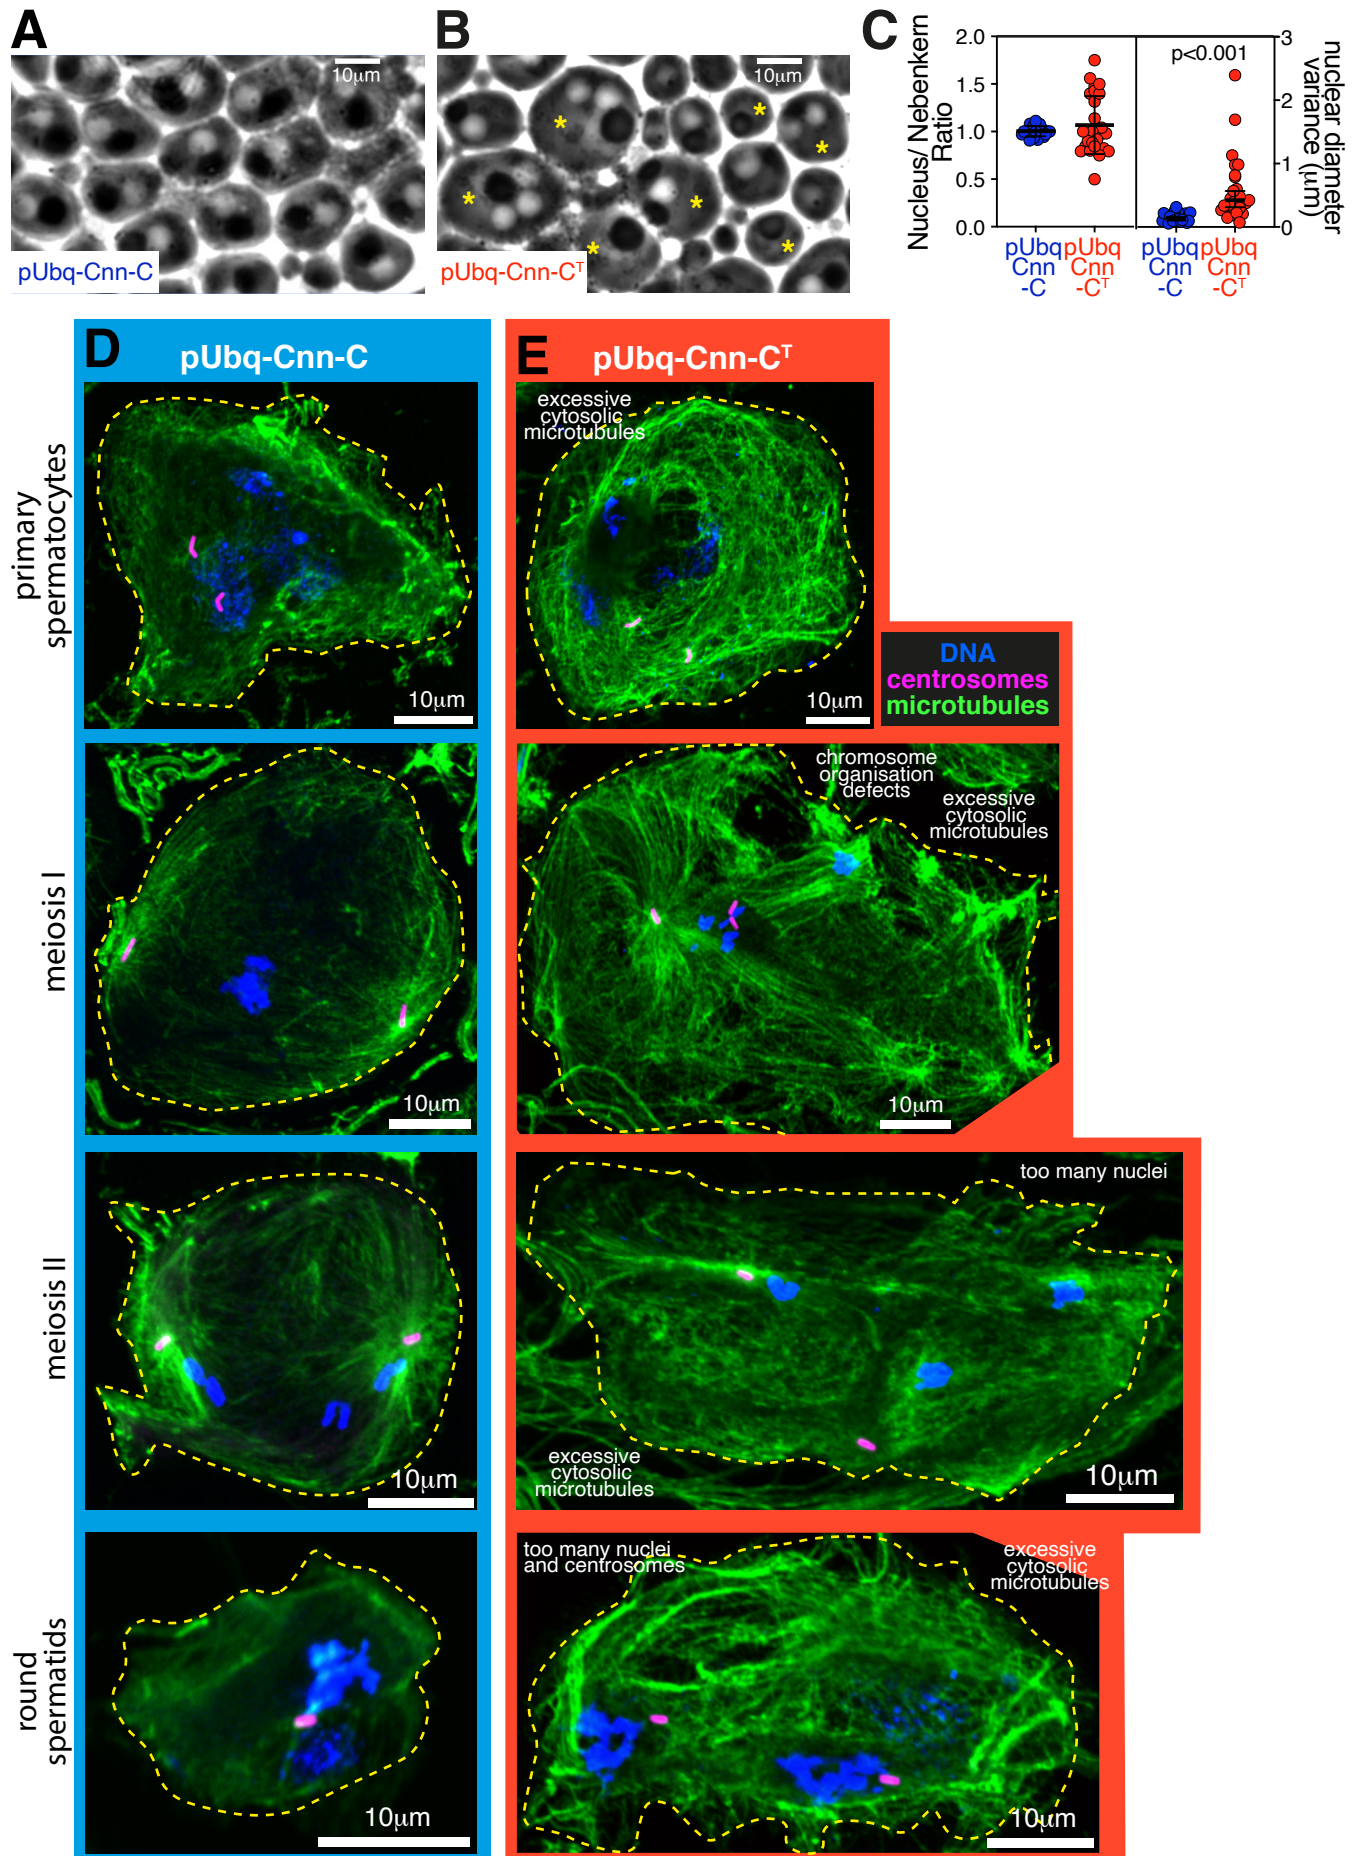 A
10μm
pUbq-Cnn-C
B
10μm
* * * * * * *
pUbq-Cnn-Cᵀ
C
Nucleus/ Nebenkern
Ratio
2.0
1.5
1.0
0.5
0.0
p<0.001
3
2
1
0
nuclear diameter
variance (μm)
pUbq pUbq
Cnn Cnn
-C -Cᵀ
pUbq pUbq
Cnn Cnn
-C -Cᵀ
D
pUbq-Cnn-C
E
pUbq-Cnn-Cᵀ
primary
spermatocytes
10μm
excessive
cytosolic
microtubules
10μm
DNA
centrosomes
microtubules
meiosis I
10μm
chromosome
organisation
defects
excessive
cytosolic
microtubules
10μm
meiosis II
10μm
too many nuclei
excessive
cytosolic
microtubules
10μm
round
spermatids
10μm
too many nuclei
and centrosomes
excessive
cytosolic
microtubules
10μm